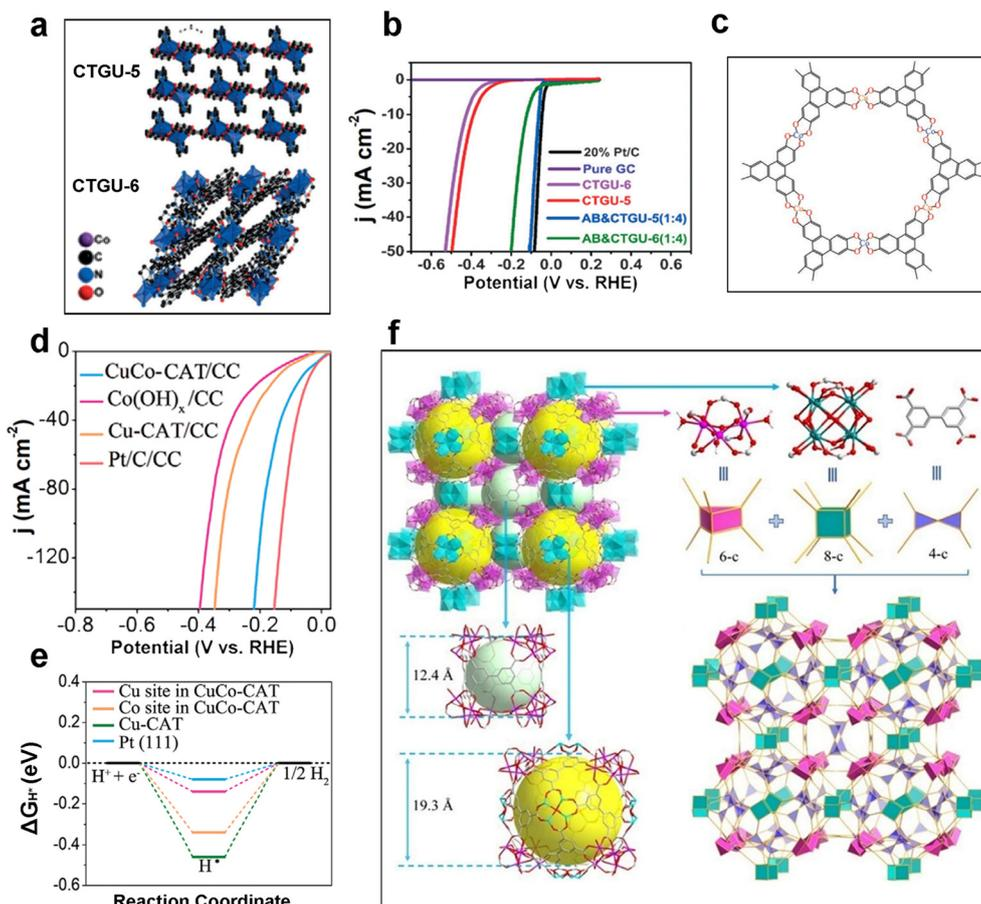 a
CTGU-5
CTGU-6
Co
C
N
O
b
j (mA cm⁻²)
0
-10
-20
-30
-40
-50
20% Pt/C
Pure GC
CTGU-6
CTGU-5
AB&CTGU-5(1:4)
AB&CTGU-6(1:4)
-0.6 -0.4 -0.2 0.0 0.2 0.4 0.6
Potential (V vs. RHE)
c
d
j (mA cm⁻²)
0
-40
-80
-120
CuCo-CAT/CC
Co(OH)ₓ/CC
Cu-CAT/CC
Pt/C/CC
-0.8 -0.6 -0.4 -0.2 0.0
Potential (V vs. RHE)
e
ΔG_H* (eV)
0.4
0.2
0.0
-0.2
-0.4
-0.6
Cu site in CuCo-CAT
Co site in CuCo-CAT
Cu-CAT
Pt (111)
H⁺ + e⁻
1/2 H₂
H*
Reaction Coordinate
f
6-c + 8-c + 4-c
12.4 Å
19.3 Å